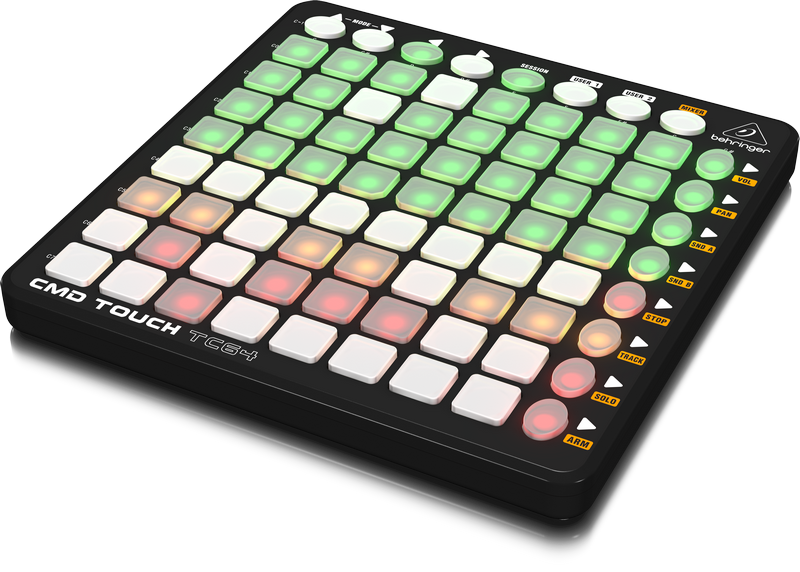 MODE
SESSION
USER 1
USER 2
MIXER
behringer
VOL
PAN
SND A
SND B
STOP
TRACK
SOLO
ARM
CMD TOUCH TC64